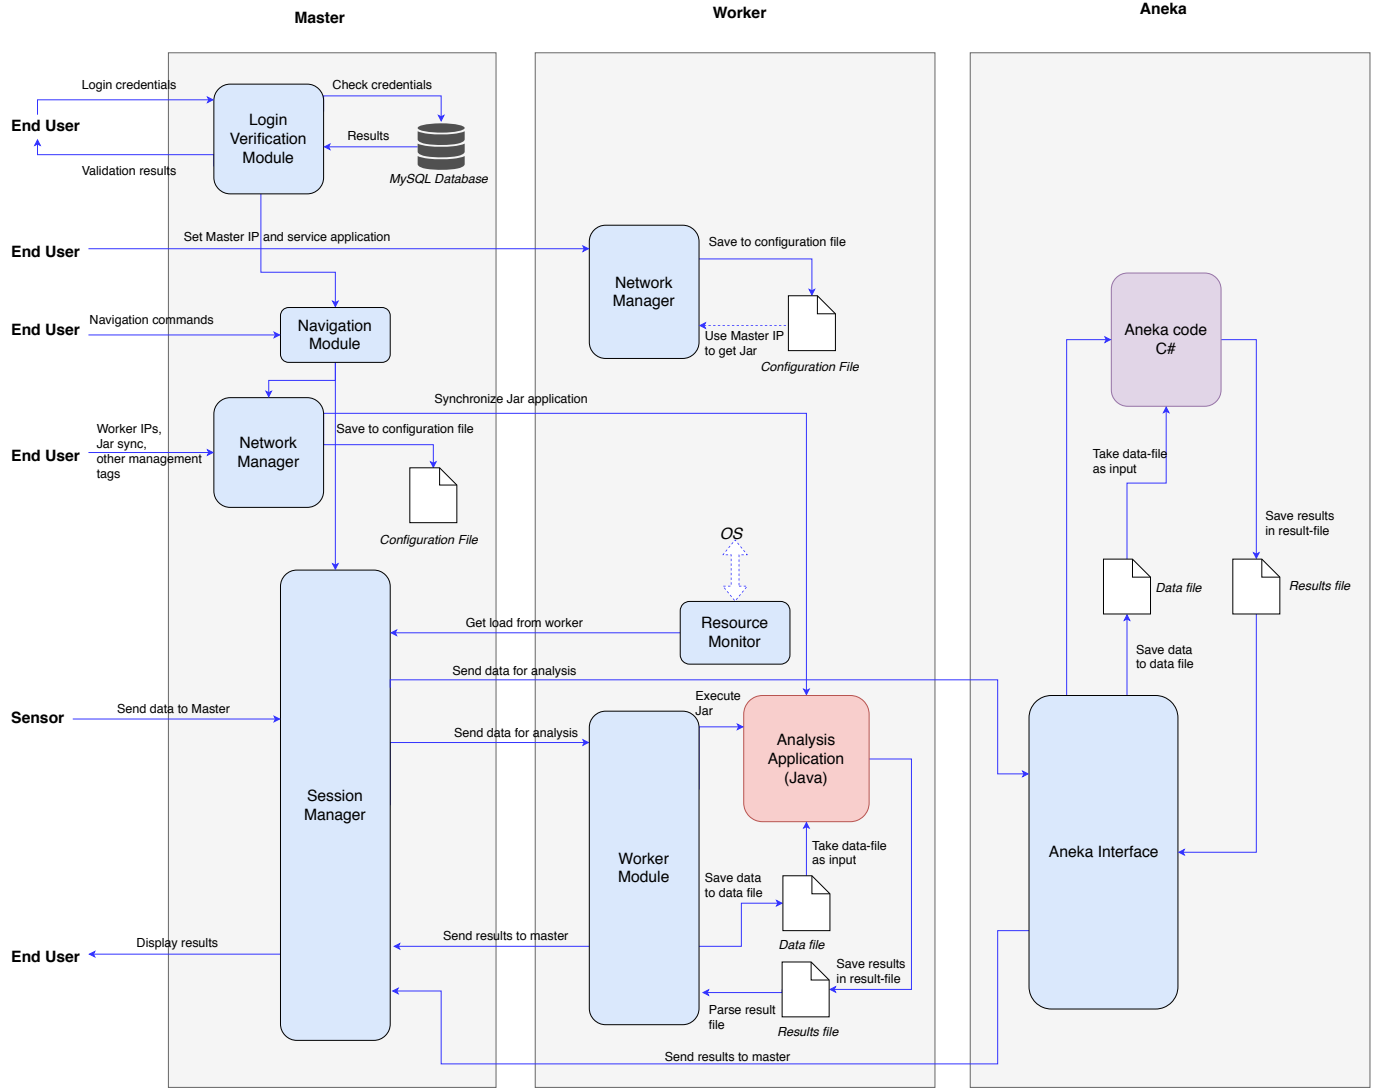 Master
Worker
Aneka
Login credentials
Check credentials
End User
Login
Verification
Module
Results
Validation results
MySQL Database
End User
Set Master IP and service application
Network
Manager
Save to configuration file
Use Master IP
to get Jar
Configuration File
Aneka code
C#
End User
Navigation commands
Navigation
Module
Synchronize Jar application
End User
Worker IPs,
Jar sync,
other management
tags
Network
Manager
Save to configuration file
Configuration File
Take data-file
as input
Save results
in result-file
Data file
Results file
OS
Resource
Monitor
Get load from worker
Save data
to data file
Send data for analysis
Sensor
Send data to Master
Session
Manager
Send data for analysis
Execute
Jar
Analysis
Application
(Java)
Worker
Module
Take data-file
as input
Save data
to data file
Data file
Aneka Interface
Send results to master
End User
Display results
Save results
in result-file
Parse result
file
Results file
Send results to master